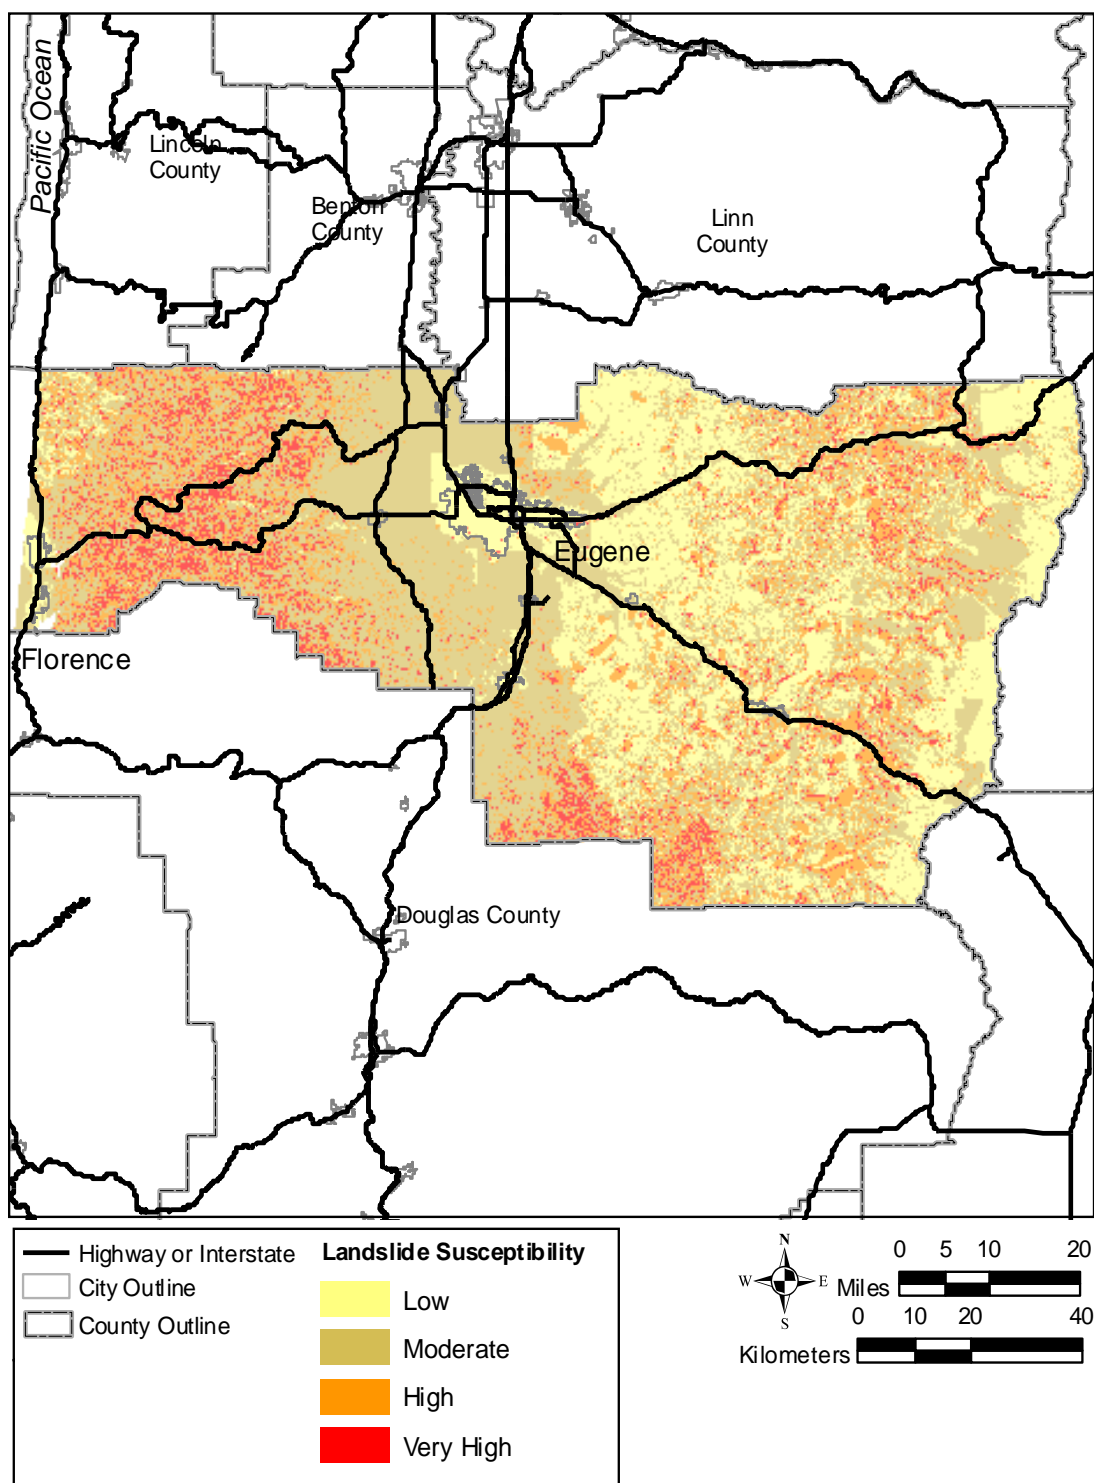 Pacific Ocean
Lincoln
County
Benton
County
Linn
County
Eugene
Florence
Douglas County
Highway or Interstate
City Outline
County Outline
Landslide Susceptibility
Low
Moderate
High
Very High
N
W E
S
0 5 10 20
Miles
0 10 20 40
Kilometers